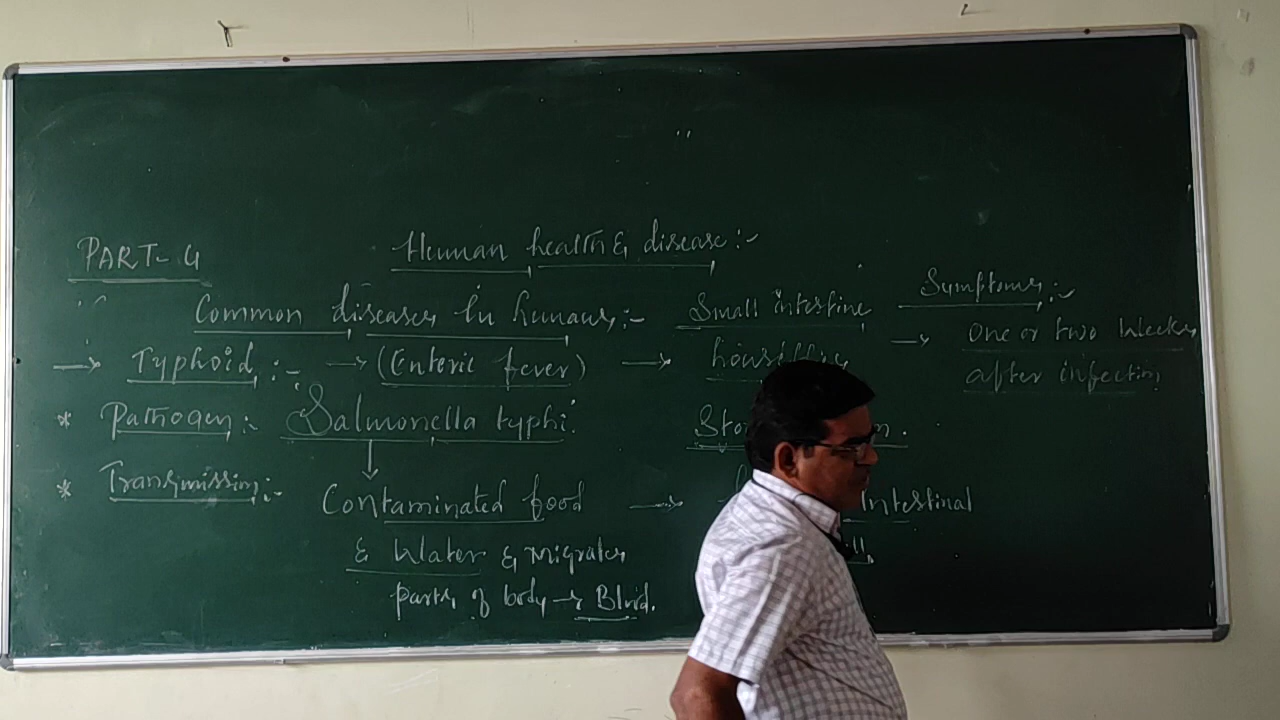 PART-4
Human health & disease:-
Common diseases in humans:-
→ Typhoid:- → (Enteric fever)
* Pathogen:- Salmonella typhi
* Transmission:- Contaminated food
& Water & migrates
parts of body → Blood.
Small intestine
→
→ Intestinal
Symptoms:-
→ One or two weeks
after infection